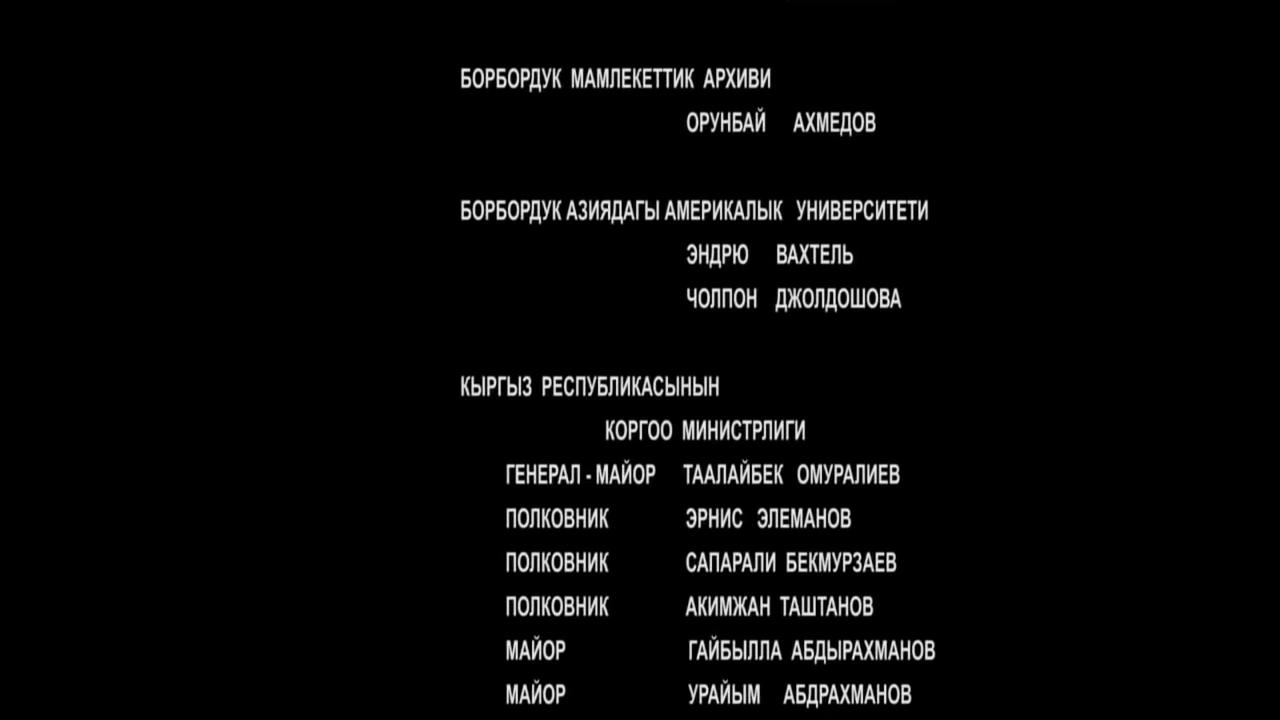 БОРБОРДУК МАМЛЕКЕТТИК АРХИВИ
ОРУНБАЙ АХМЕДОВ
БОРБОРДУК АЗИЯДАГЫ АМЕРИКАЛЫК УНИВЕРСИТЕТИ
ЭНДРЮ ВАХТЕЛЬ
ЧОЛПОН ДЖОЛДОШОВА
КЫРГЫЗ РЕСПУБЛИКАСЫНЫН
КОРГОО МИНИСТРЛИГИ
ГЕНЕРАЛ - МАЙОР ТААЛАЙБЕК ОМУРАЛИЕВ
ПОЛКОВНИК ЭРНИС ЭЛЕМАНОВ
ПОЛКОВНИК САПАРАЛИ БЕКМУРЗАЕВ
ПОЛКОВНИК АКИМЖАН ТАШТАНОВ
МАЙОР ГАЙБЫЛЛА АБДЫРАХМАНОВ
МАЙОР УРАЙЫМ АБДРАХМАНОВ